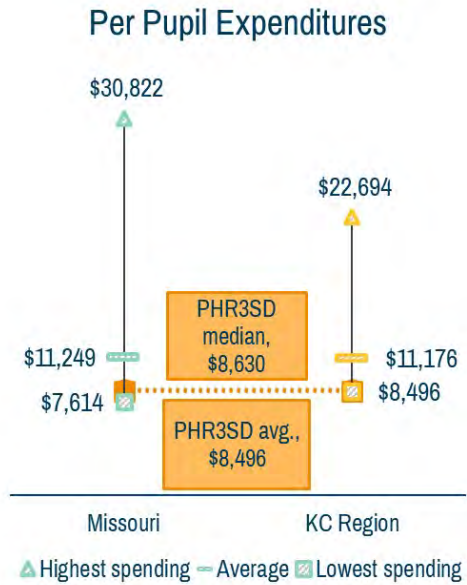 Per Pupil Expenditures
$30,822
$22,694
PHR3SD
median,
$8,630
$11,249
$11,176
$7,614
$8,496
PHR3SD avg.,
$8,496
Missouri
KC Region
Highest spending
Average
Lowest spending